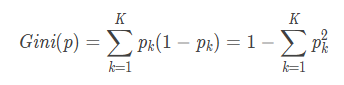 $Gini(p) = \sum_{k=1}^{K} p_k(1 - p_k) = 1 - \sum_{k=1}^{K} p_k^2$